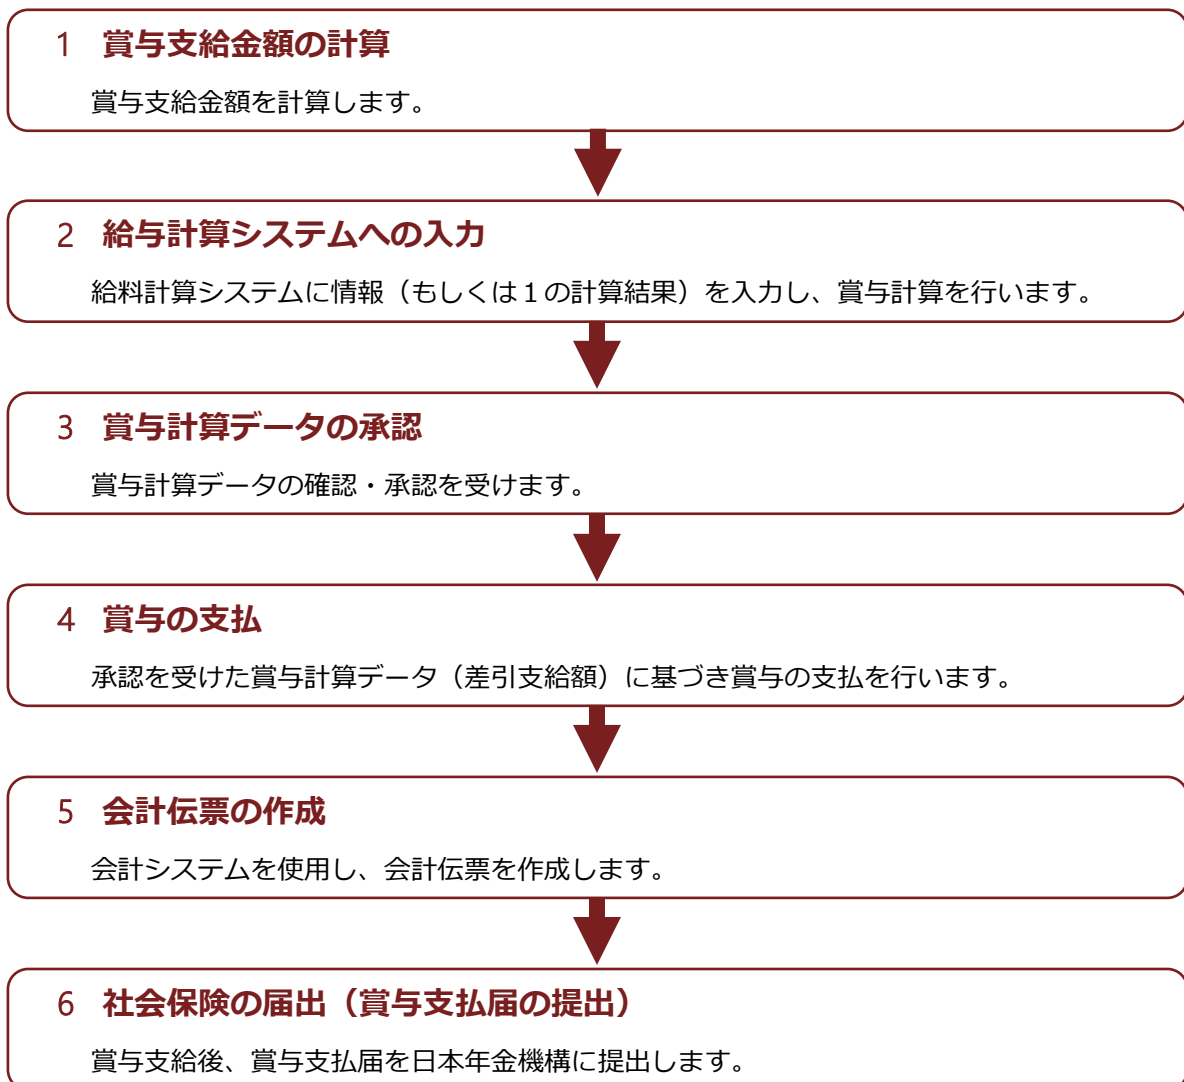 1 賞与支給金額の計算
賞与支給金額を計算します。
2 給与計算システムへの入力
給料計算システムに情報（もしくは１の計算結果）を入力し、賞与計算を行います。
3 賞与計算データの承認
賞与計算データの確認・承認を受けます。
4 賞与の支払
承認を受けた賞与計算データ（差引支給額）に基づき賞与の支払を行います。
5 会計伝票の作成
会計システムを使用し、会計伝票を作成します。
6 社会保険の届出（賞与支払届の提出）
賞与支給後、賞与支払届を日本年金機構に提出します。